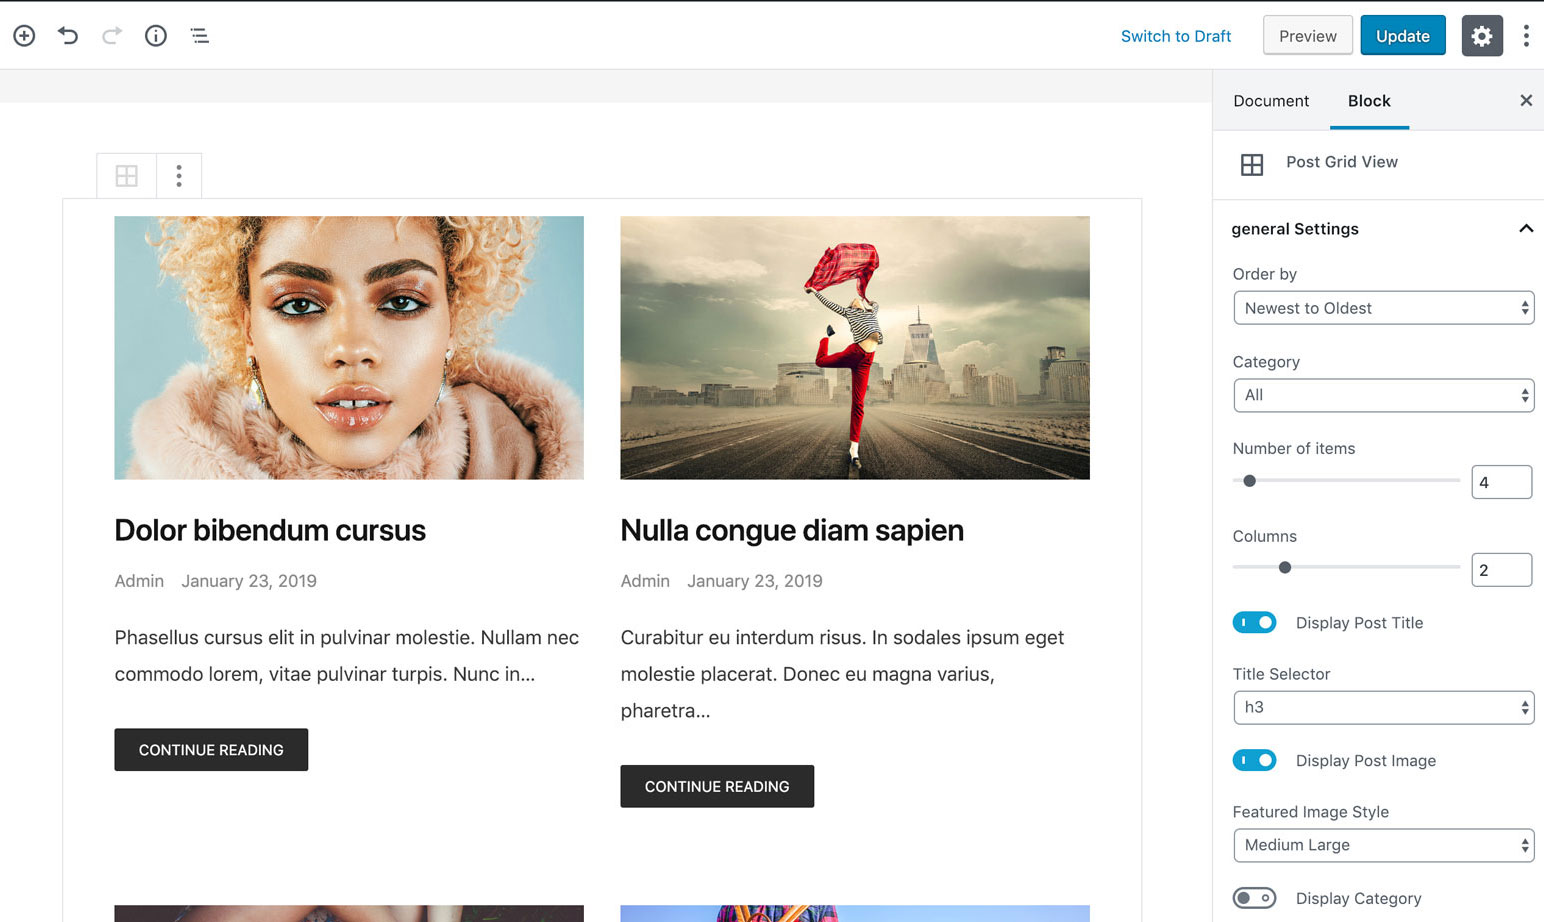 Switch to Draft
Preview
Update
Document
Block
Post Grid View
general Settings
Order by
Newest to Oldest
Category
All
Number of items
4
Columns
2
Display Post Title
Title Selector
h3
Display Post Image
Featured Image Style
Medium Large
Display Category
Dolor bibendum cursus
Admin January 23, 2019
Phasellus cursus elit in pulvinar molestie. Nullam nec
commodo lorem, vitae pulvinar turpis. Nunc in...
CONTINUE READING
Nulla congue diam sapien
Admin January 23, 2019
Curabitur eu interdum risus. In sodales ipsum eget
molestie placerat. Donec eu magna varius,
pharetra...
CONTINUE READING